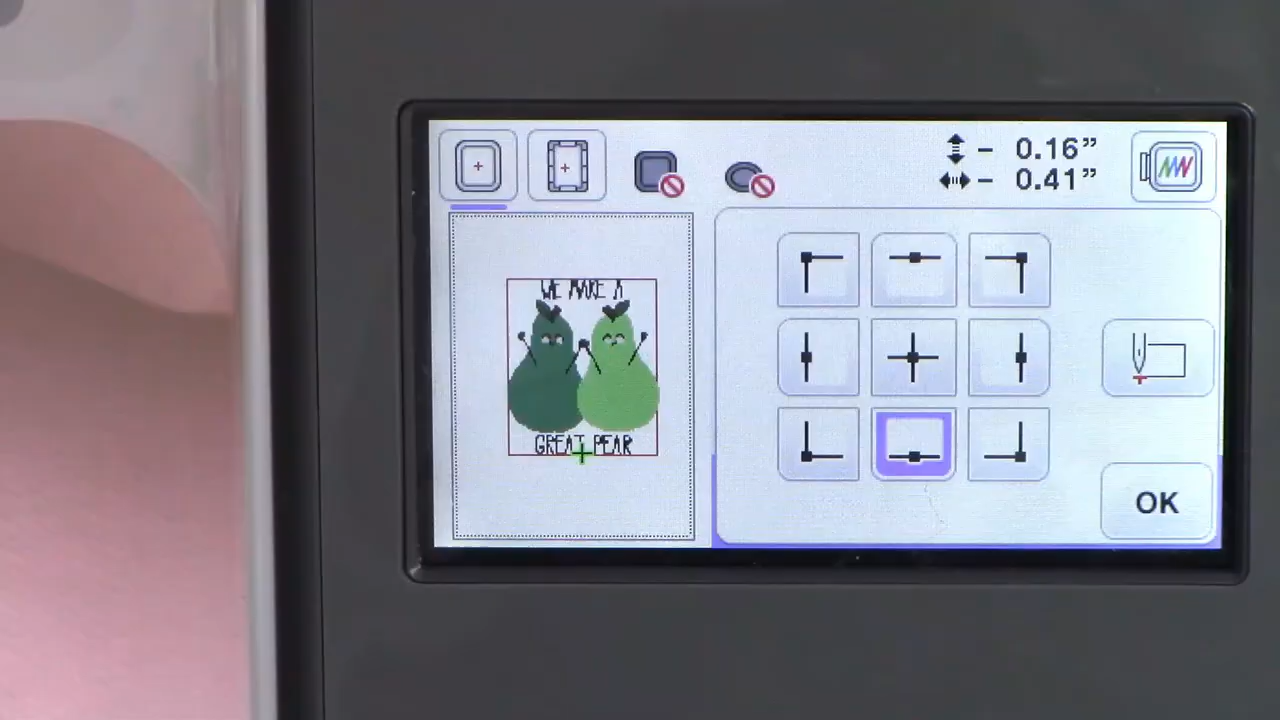 – 0.16”
– 0.41”
WE MAKE A
GREAT PEAR
OK